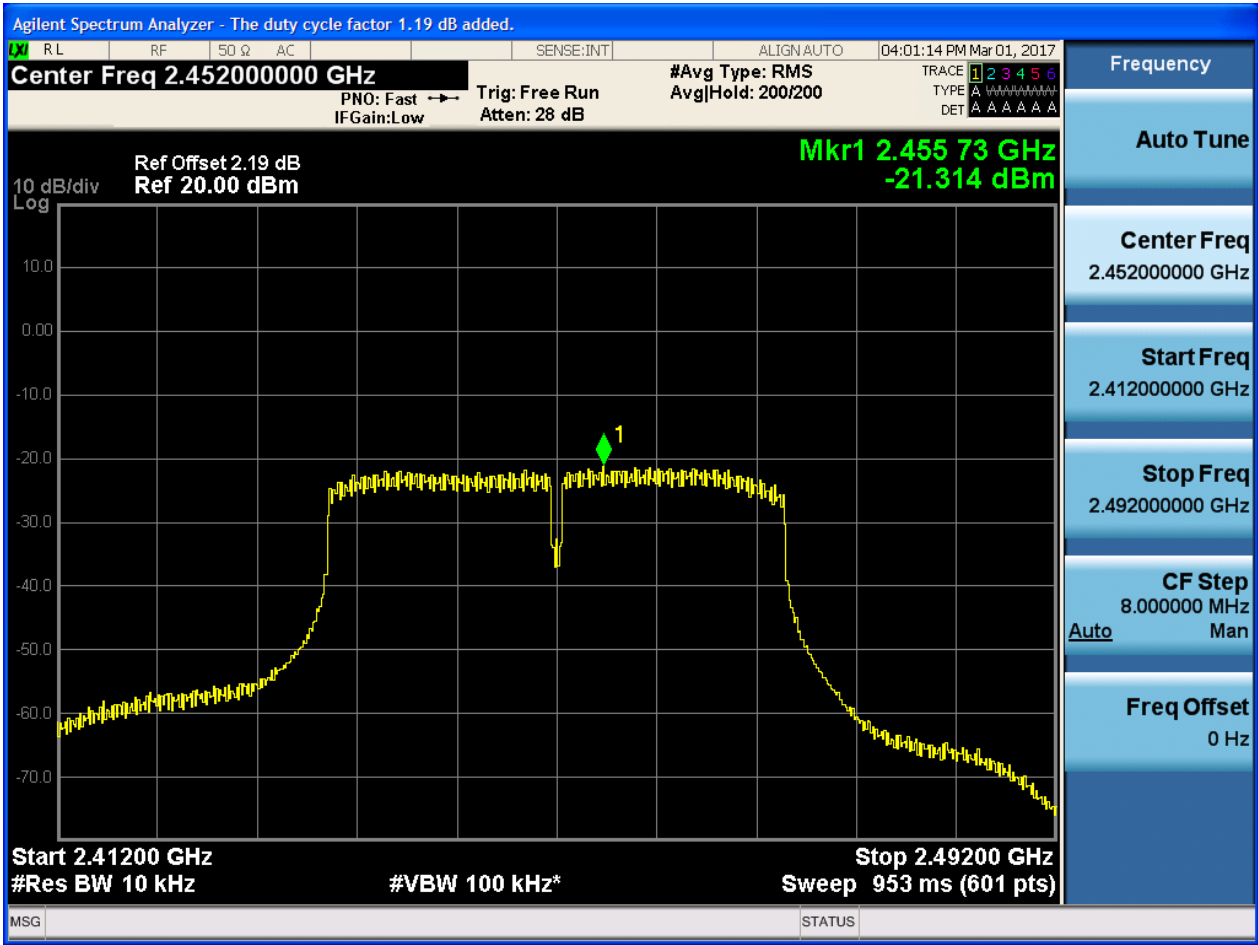 Agilent Spectrum Analyzer - The duty cycle factor 1.19 dB added.
LXI RL RF 50 Ω AC SENSE:INT ALIGN AUTO 04:01:14 PM Mar 01, 2017
Center Freq 2.452000000 GHz
PNO: Fast
IFGain:Low
Trig: Free Run
Atten: 28 dB
#Avg Type: RMS
Avg|Hold: 200/200
TRACE 1 2 3 4 5 6
TYPE A WWWWW
DET A A A A A A
Mkr1 2.455 73 GHz
-21.314 dBm
Ref Offset 2.19 dB
10 dB/div Ref 20.00 dBm
Log
10.0
0.00
-10.0
1
-20.0
-30.0
-40.0
-50.0
-60.0
-70.0
Start 2.41200 GHz Stop 2.49200 GHz
#Res BW 10 kHz #VBW 100 kHz* Sweep 953 ms (601 pts)
MSG STATUS
Frequency
Auto Tune
Center Freq
2.452000000 GHz
Start Freq
2.412000000 GHz
Stop Freq
2.492000000 GHz
CF Step
8.000000 MHz
Auto Man
Freq Offset
0 Hz